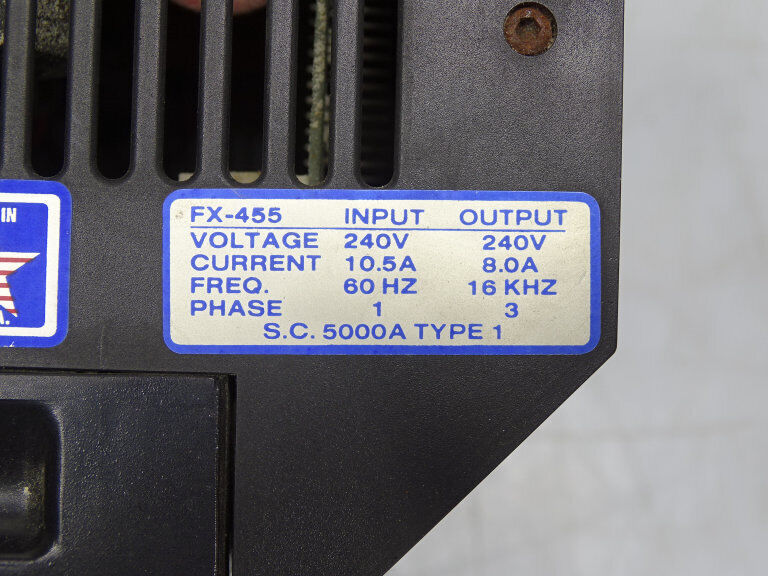 IN
A.
FX-455 INPUT OUTPUT
VOLTAGE 240V 240V
CURRENT 10.5A 8.0A
FREQ. 60 HZ 16 KHZ
PHASE 1 3
S.C. 5000A TYPE 1